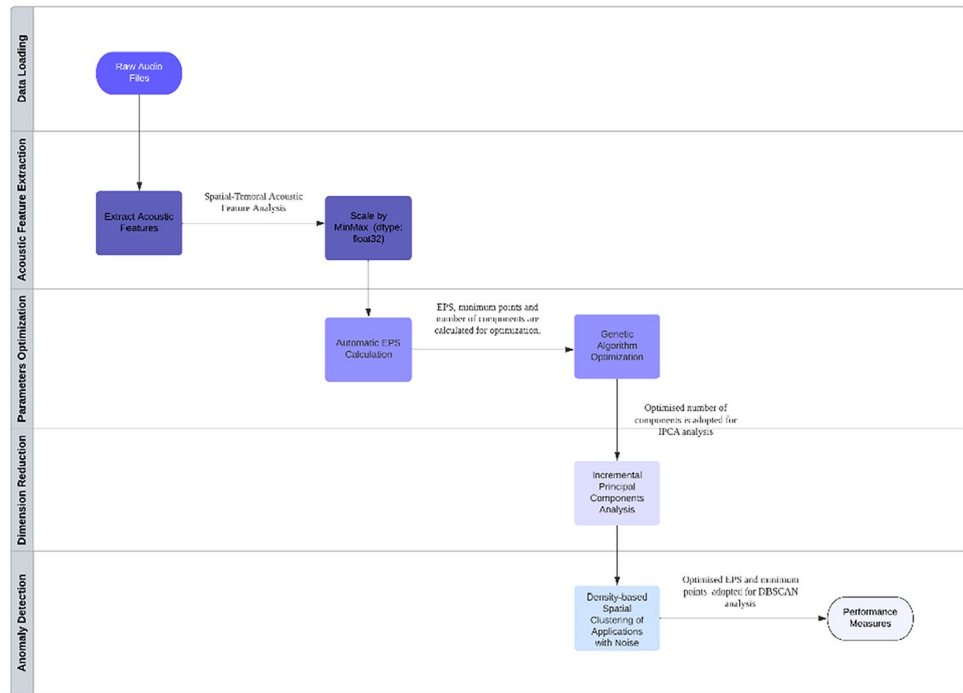 Data Loading
Raw Audio
Files
Acoustic Feature Extraction
Extract Acoustic
Features
Spatial-Temoral Acoustic
Feature Analysis
Scale by
MinMax (dtype:
float32)
Parameters Optimization
Automatic EPS
Calculation
EPS, minimum points and
number of components are
calculated for optimization.
Genetic
Algorithm
Optimization
Optimised number of
components is adopted for
IPCA analysis
Dimension Reduction
Incremental
Principal
Components
Analysis
Anomaly Detection
Density-based
Spatial
Clustering of
Applications
with Noise
Optimised EPS and minimum
points adopted for DBSCAN
analysis
Performance
Measures